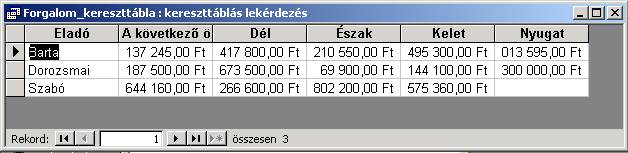 Forgalom_kereszttábla : kereszttáblás lekérdezés
Eladó A következő ö Dél Észak Kelet Nyugat
Barta 137 245,00 Ft 417 800,00 Ft 210 550,00 Ft 495 300,00 Ft 013 595,00 Ft
Dorozsmai 187 500,00 Ft 673 500,00 Ft 69 900,00 Ft 144 100,00 Ft 300 000,00 Ft
Szabó 644 160,00 Ft 266 600,00 Ft 802 200,00 Ft 575 360,00 Ft
Rekord: 1 összesen 3